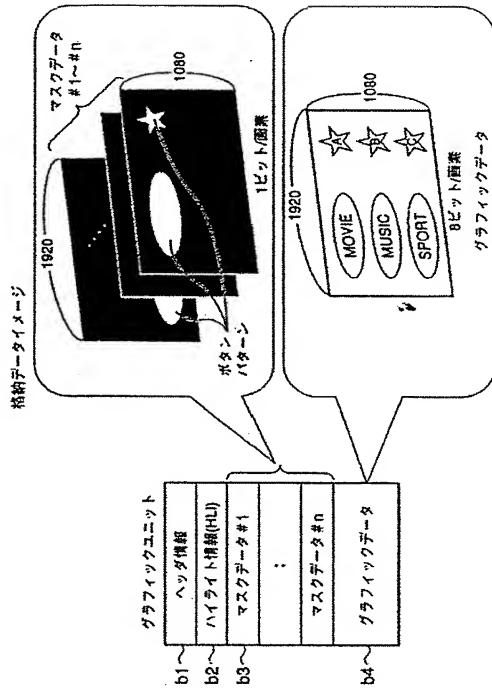 格納データイメージ
グラフィックユニット
b1
ヘッダ情報
b2
ハイライト情報(HLI)
b3
マスクデータ#1
:
マスクデータ#n
b4
グラフィックデータ
1920
マスクデータ
#1〜#n
1080
ボタン
パターン
1ビット/画素
1920
1080
MOVIE
MUSIC
SPORT
A
B
C
8ビット/画素
グラフィックデータ